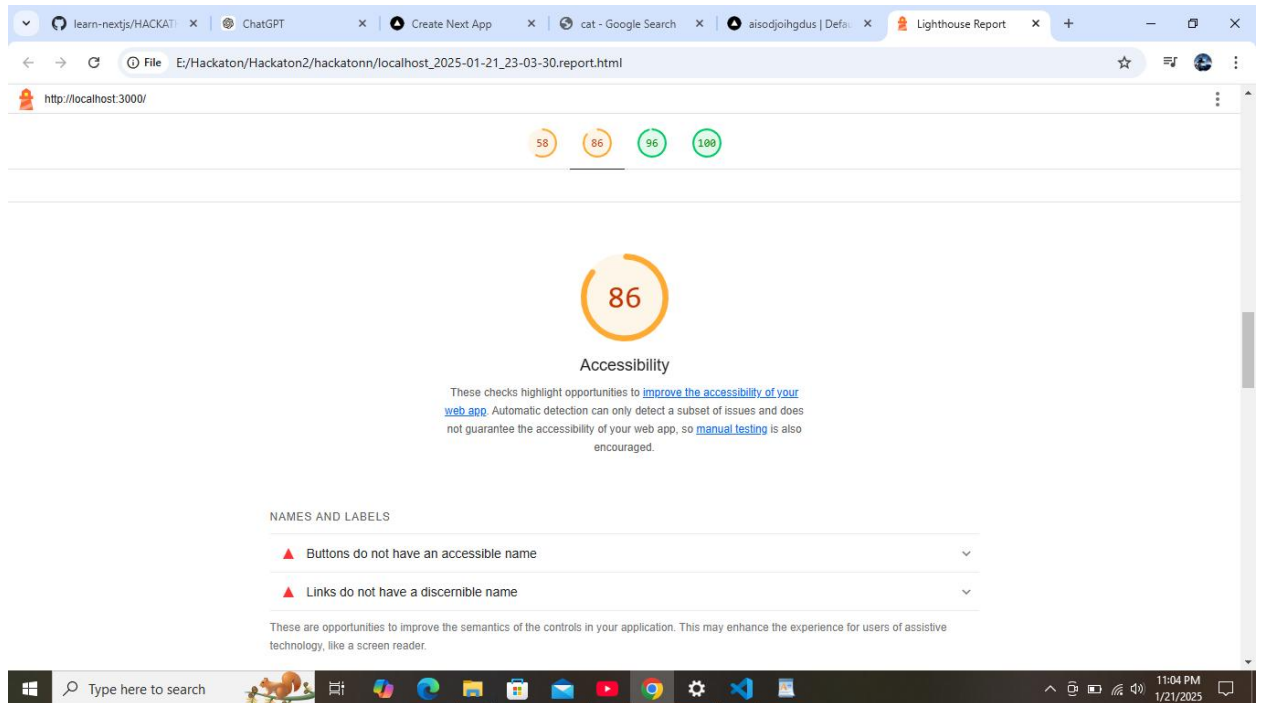 learn-nextjs/HACKAT
ChatGPT
Create Next App
cat - Google Search
aisodjoihgdus | Defa
Lighthouse Report
File
E:/Hackaton/Hackaton2/hackatonn/localhost_2025-01-21_23-03-30.report.html
http://localhost:3000/
58
86
96
100
86
Accessibility
These checks highlight opportunities to improve the accessibility of your
web app. Automatic detection can only detect a subset of issues and does
not guarantee the accessibility of your web app, so manual testing is also
encouraged.
NAMES AND LABELS
Buttons do not have an accessible name
Links do not have a discernible name
These are opportunities to improve the semantics of the controls in your application. This may enhance the experience for users of assistive
technology, like a screen reader.
Type here to search
11:04 PM
1/21/2025